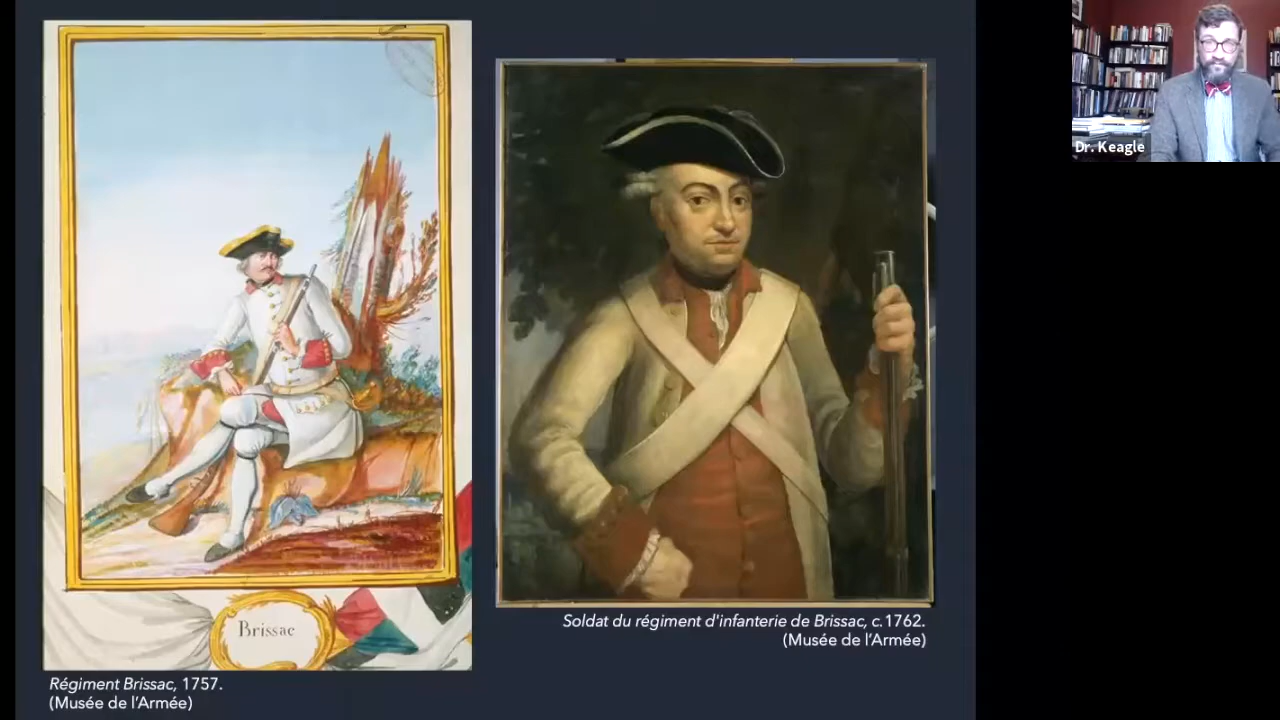 Brissac
Régiment Brissac, 1757.
(Musée de l'Armée)
Soldat du régiment d'infanterie de Brissac, c.1762.
(Musée de l'Armée)
Dr. Keagle